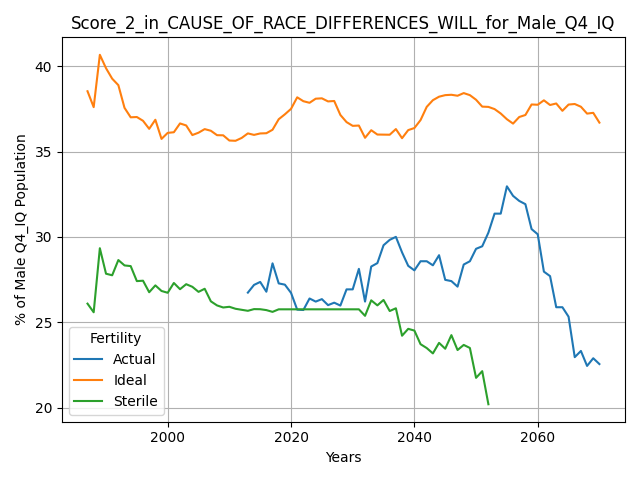 Score_2_in_CAUSE_OF_RACE_DIFFERENCES_WILL_for_Male_Q4_IQ
% of Male Q4_IQ Population
40
35
30
25
20
Fertility
Actual
Ideal
Sterile
2000
2020
2040
2060
Years